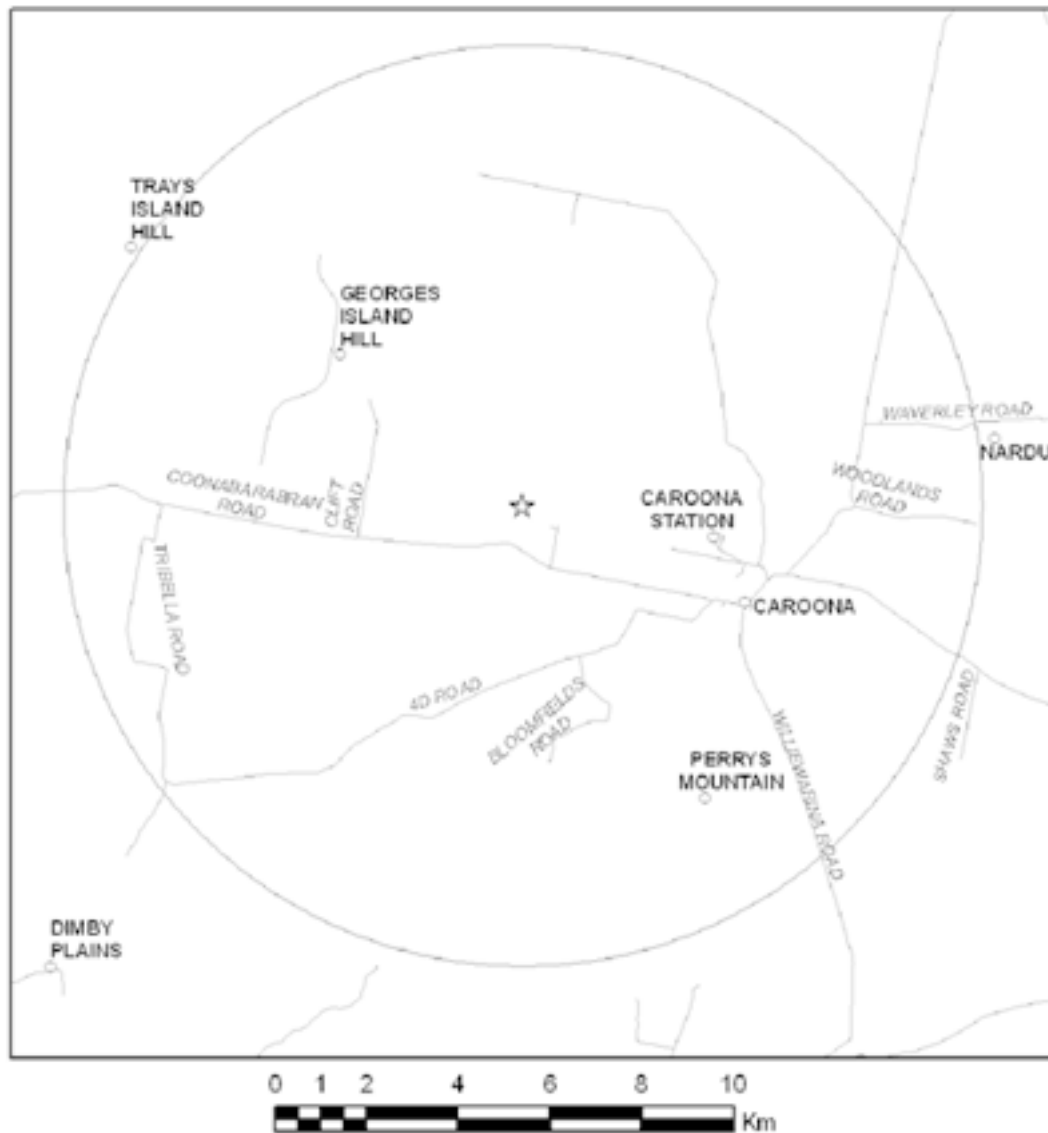 TRAYS
ISLAND
HILL
GEORGES
ISLAND
HILL
WAVERLEY ROAD
NARDU
COONABARABRAN
ROAD
CLIFT
ROAD
CAROONA
STATION
WOODLANDS
ROAD
TRIBELLA ROAD
CAROONA
4D ROAD
BLOOMFIELDS
ROAD
SHAWS ROAD
WILLIEWARINA ROAD
PERRYS
MOUNTAIN
DIMBY
PLAINS
0 1 2 4 6 8 10
Km